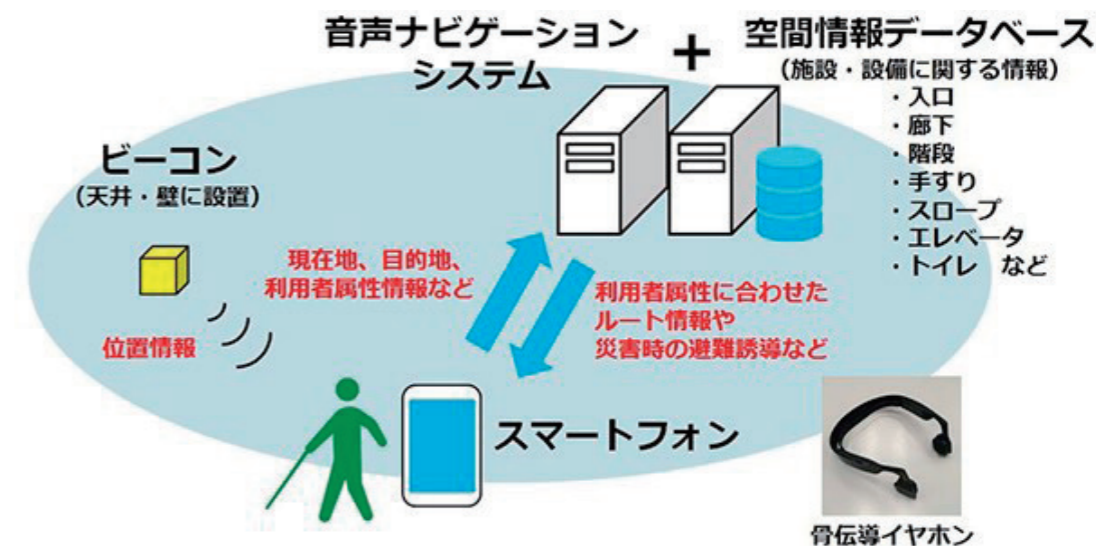 音声ナビゲーション
システム
+
空間情報データベース
(施設・設備に関する情報)
・入口
・廊下
・階段
・手すり
・スロープ
・エレベータ
・トイレ など
ビーコン
(天井・壁に設置)
位置情報
現在地、目的地、
利用者属性情報など
利用者属性に合わせた
ルート情報や
災害時の避難誘導など
スマートフォン
骨伝導イヤホン